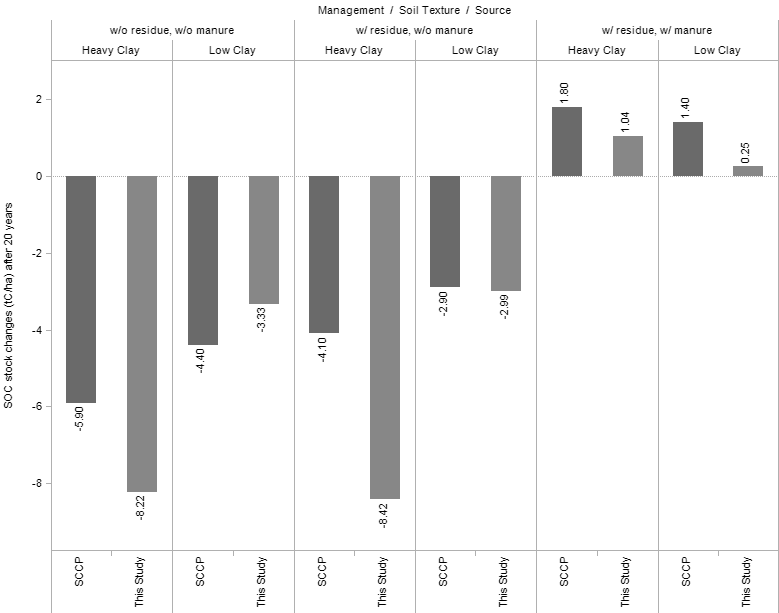 Management / Soil Texture / Source
w/o residue, w/o manure
w/ residue, w/o manure
w/ residue, w/ manure
Heavy Clay
Low Clay
Heavy Clay
Low Clay
Heavy Clay
Low Clay
SOC stock changes (tC/ha) after 20 years
2
0
-2
-4
-6
-8
-5.90
-8.22
-4.40
-3.33
-4.10
-8.42
-2.90
-2.99
1.80
1.04
1.40
0.25
SCCP
This Study
SCCP
This Study
SCCP
This Study
SCCP
This Study
SCCP
This Study
SCCP
This Study